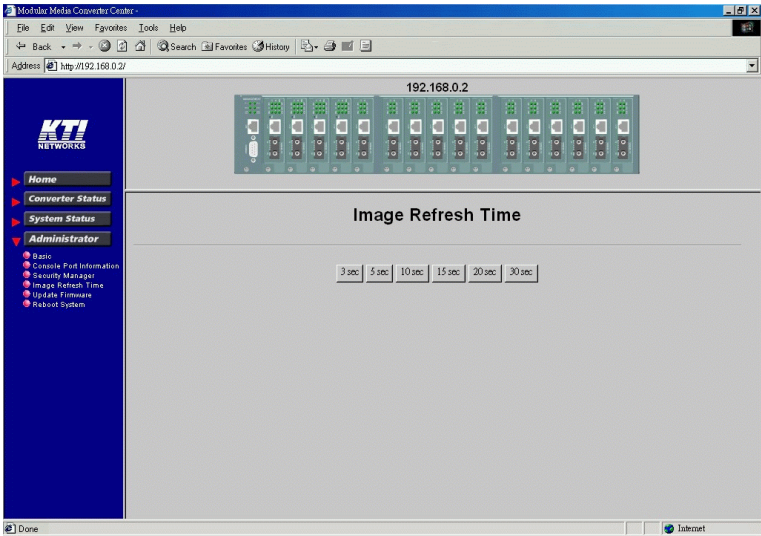 Modular Media Converter Center -
File Edit View Favorites Tools Help
Back Search Favorites History
Address http://192.168.0.2/
192.168.0.2
KTI
NETWORKS
Home
Converter Status
System Status
Administrator
Basic
Console Port Information
Security Manager
Image Refresh Time
Update Firmware
Reboot System
Image Refresh Time
3 sec 5 sec 10 sec 15 sec 20 sec 30 sec
Done Internet